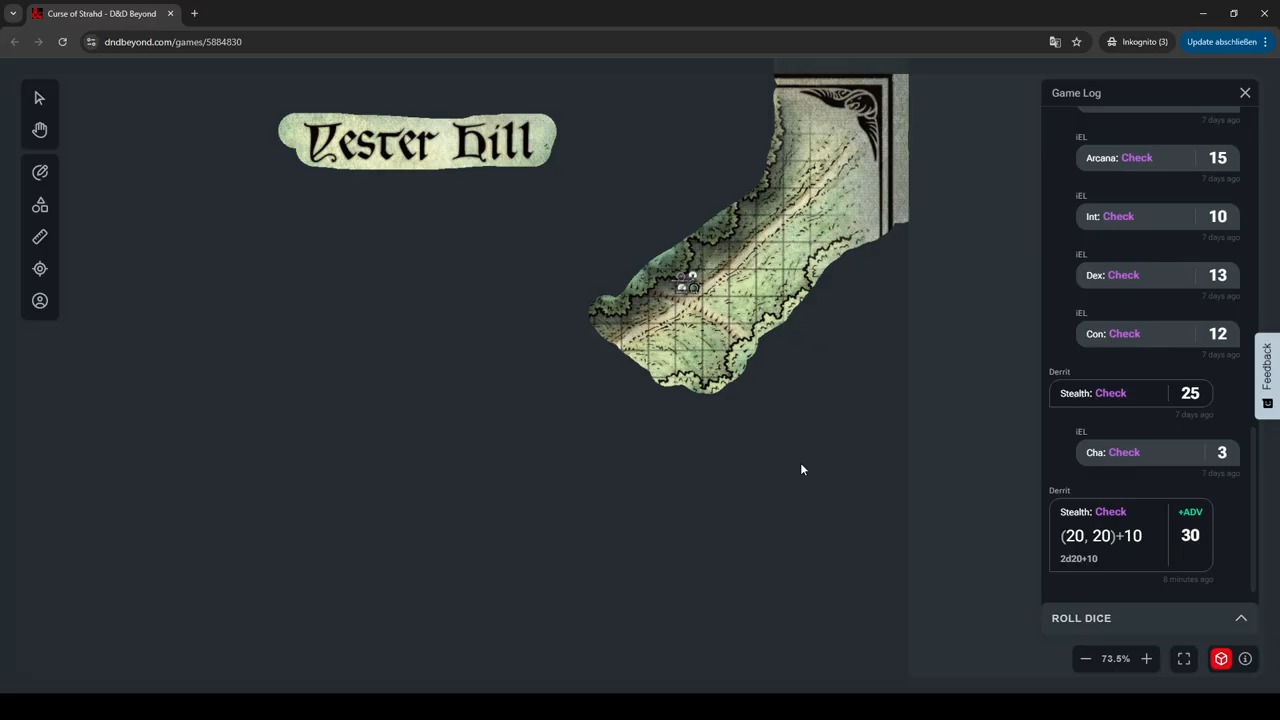 Curse of Strahd - D&D Beyond
dndbeyond.com/games/5884830
Inkognito (3)
Update abschließen
Yester Hill
Game Log
7 days ago
iEL
Arcana: Check 15
7 days ago
iEL
Int: Check 10
7 days ago
iEL
Dex: Check 13
7 days ago
iEL
Con: Check 12
7 days ago
Derrit
Stealth: Check 25
7 days ago
iEL
Cha: Check 3
7 days ago
Derrit
Stealth: Check +ADV
(20, 20)+10 30
2d20+10
8 minutes ago
ROLL DICE
73.5%
Feedback